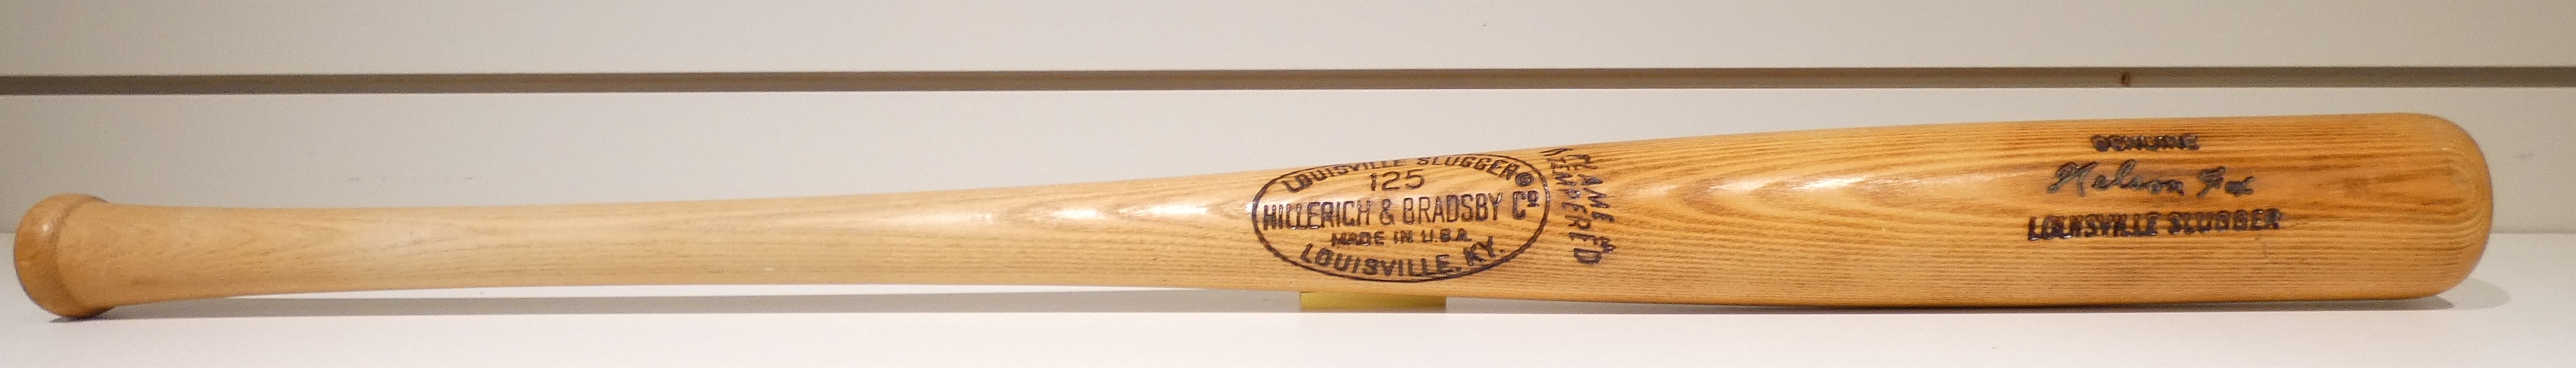 LOUISVILLE SLUGGER®
125
HILLERICH & BRADSBY Cº
MADE IN U.S.A.
LOUISVILLE, KY.
FLAME
TEMPERED
GENUINE
Nelson Fox
LOUISVILLE SLUGGER